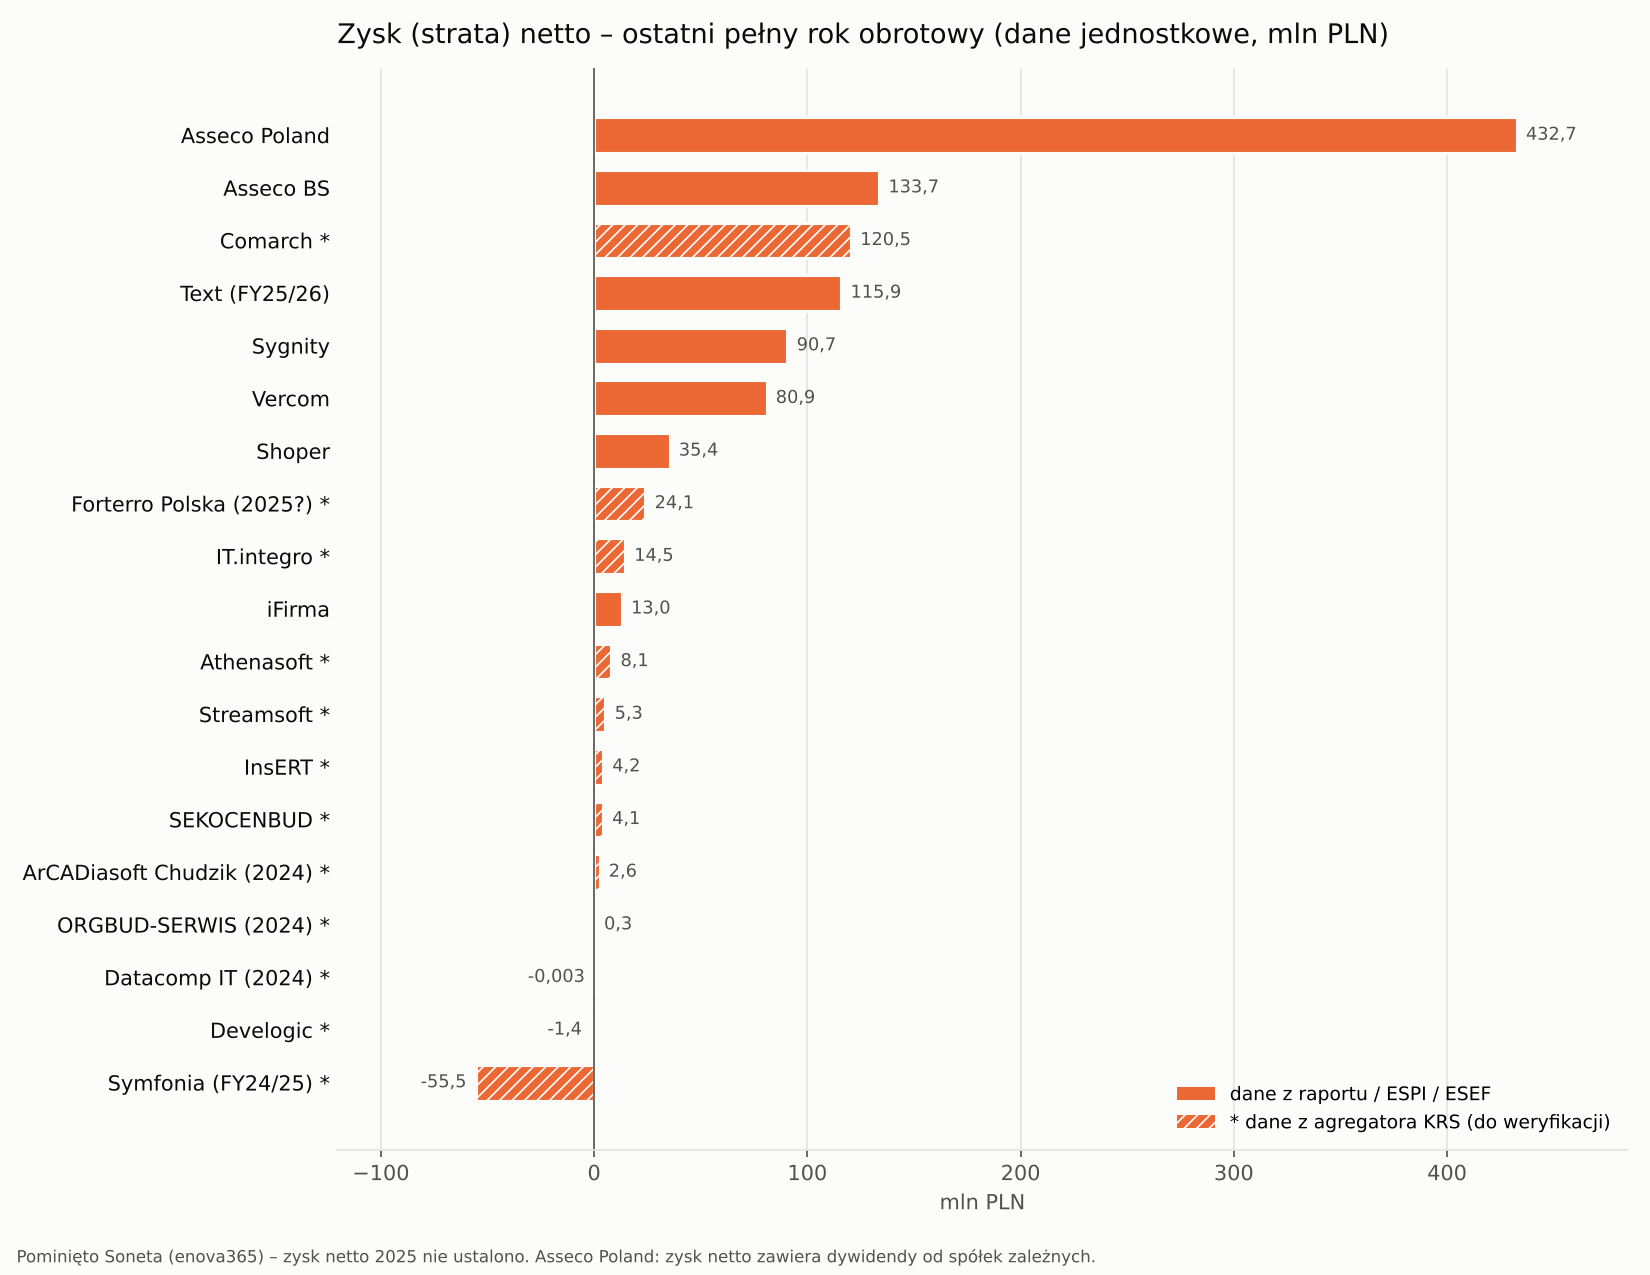 Zysk (strata) netto – ostatni pełny rok obrotowy (dane jednostkowe, mln PLN)
Asseco Poland 432,7
Asseco BS 133,7
Comarch * 120,5
Text (FY25/26) 115,9
Sygnity 90,7
Vercom 80,9
Shoper 35,4
Forterro Polska (2025?) * 24,1
IT.integro * 14,5
iFirma 13,0
Athenasoft * 8,1
Streamsoft * 5,3
InsERT * 4,2
SEKOCENBUD * 4,1
ArCADiasoft Chudzik (2024) * 2,6
ORGBUD-SERWIS (2024) * 0,3
Datacomp IT (2024) * -0,003
Develogic * -1,4
Symfonia (FY24/25) * -55,5
dane z raportu / ESPI / ESEF
* dane z agregatora KRS (do weryfikacji)
−100 0 100 200 300 400
mln PLN
Pominięto Soneta (enova365) – zysk netto 2025 nie ustalono. Asseco Poland: zysk netto zawiera dywidendy od spółek zależnych.